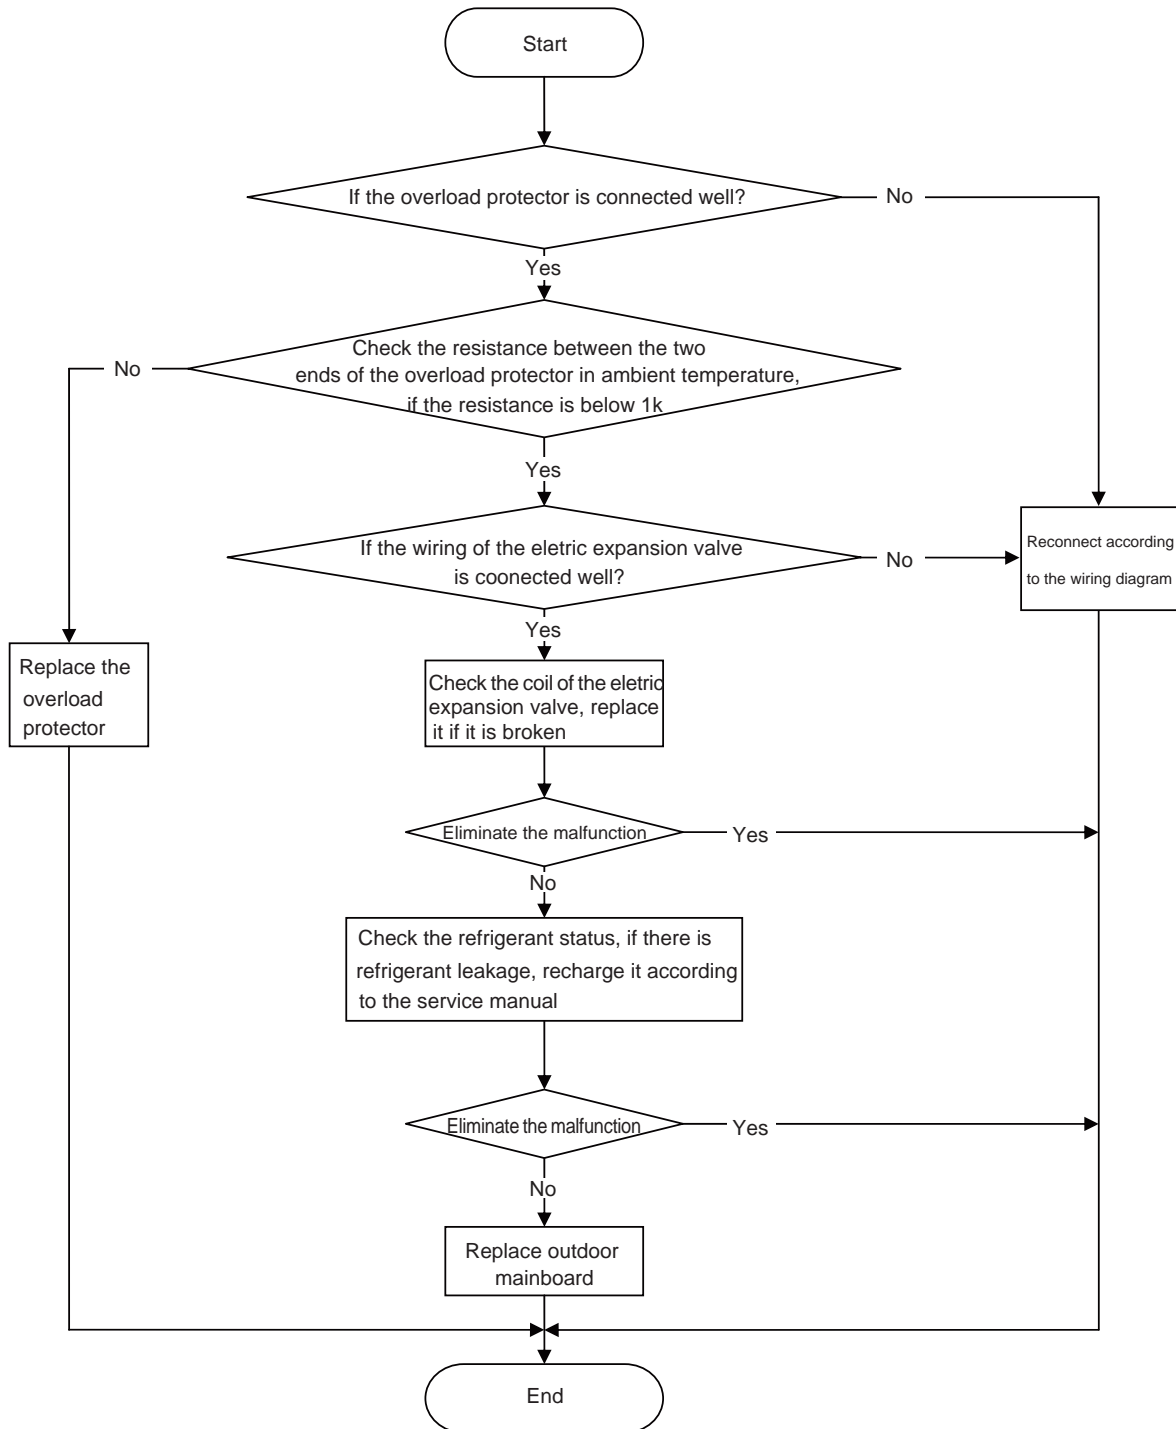 Start
If the overload protector is connected well?
No
Yes
Check the resistance between the two
ends of the overload protector in ambient temperature,
if the resistance is below 1k
No
Yes
If the wiring of the eletric expansion valve
is coonected well?
No
Reconnect according
to the wiring diagram
Yes
Replace the
overload
protector
Check the coil of the eletric
expansion valve, replace
it if it is broken
Eliminate the malfunction
Yes
No
Check the refrigerant status, if there is
refrigerant leakage, recharge it according
to the service manual
Eliminate the malfunction
Yes
No
Replace outdoor
mainboard
End